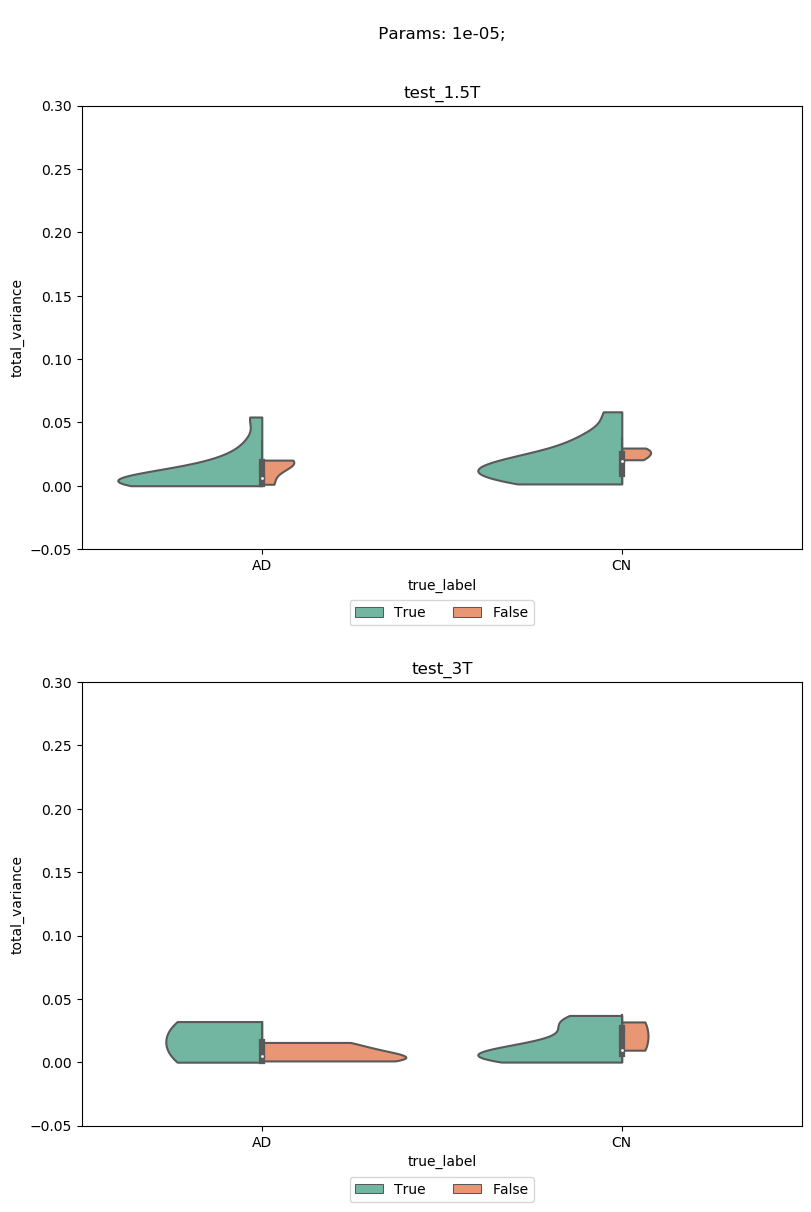 Params: 1e-05;
test_1.5T
0.30
0.25
0.20
0.15
0.10
0.05
0.00
−0.05
total_variance
AD CN
true_label
True False
test_3T
0.30
0.25
0.20
0.15
0.10
0.05
0.00
−0.05
total_variance
AD CN
true_label
True False